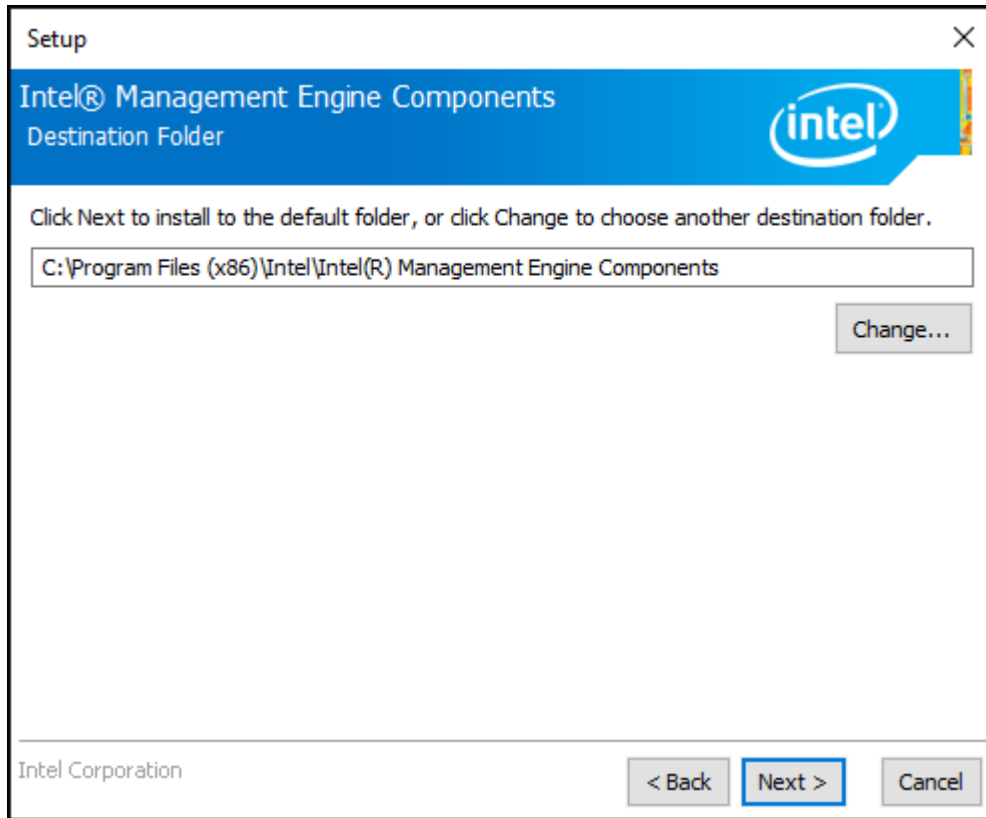 Setup
Intel® Management Engine Components
Destination Folder
intel
Click Next to install to the default folder, or click Change to choose another destination folder.
C:\Program Files (x86)\Intel\Intel(R) Management Engine Components
Change...
Intel Corporation
< Back
Next >
Cancel